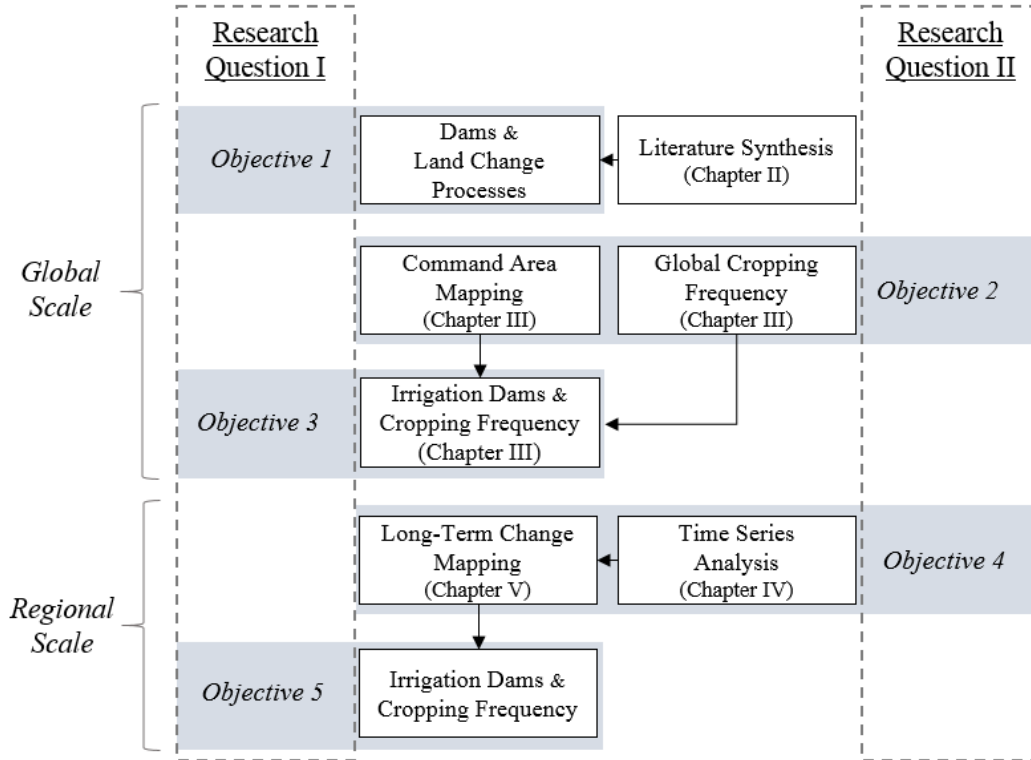 Research
Question I
Research
Question II
Objective 1
Dams &
Land Change
Processes
Literature Synthesis
(Chapter II)
Global
Scale
Command Area
Mapping
(Chapter III)
Global Cropping
Frequency
(Chapter III)
Objective 2
Objective 3
Irrigation Dams &
Cropping Frequency
(Chapter III)
Regional
Scale
Long-Term Change
Mapping
(Chapter V)
Time Series
Analysis
(Chapter IV)
Objective 4
Objective 5
Irrigation Dams &
Cropping Frequency